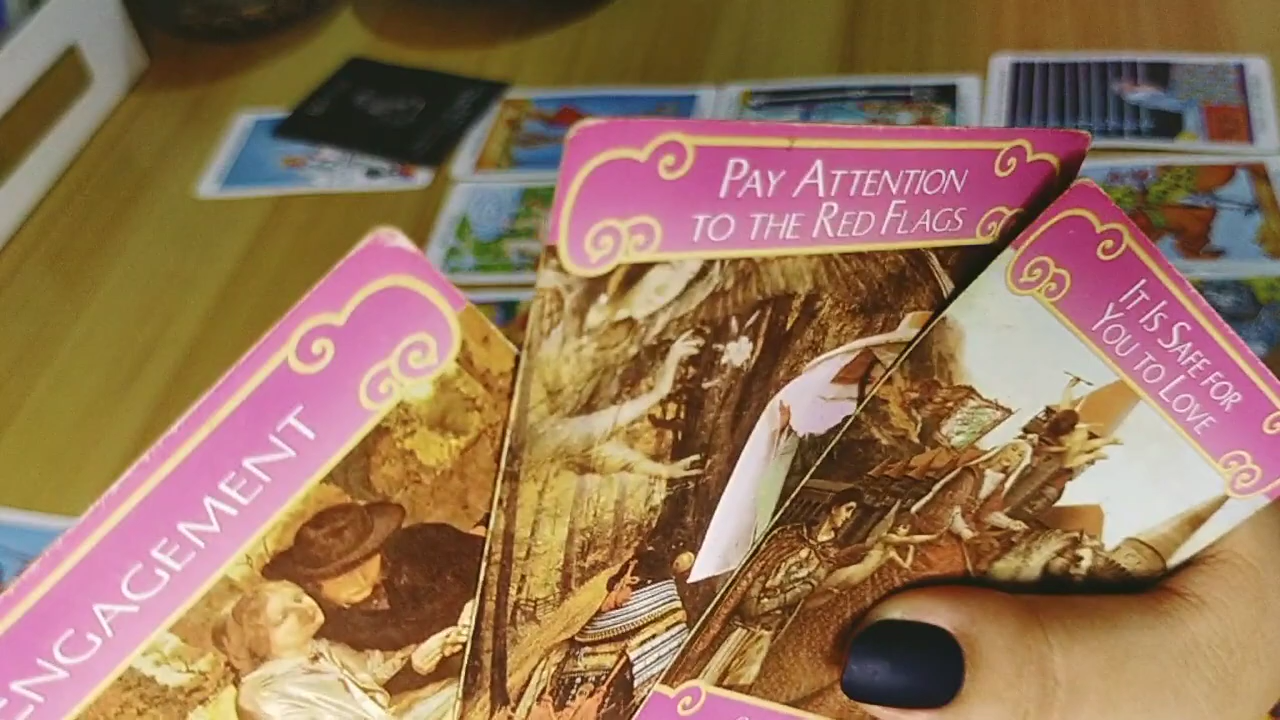 ENGAGEMENT
PAY ATTENTION
TO THE RED FLAGS
IT IS SAFE FOR
YOU TO LOVE